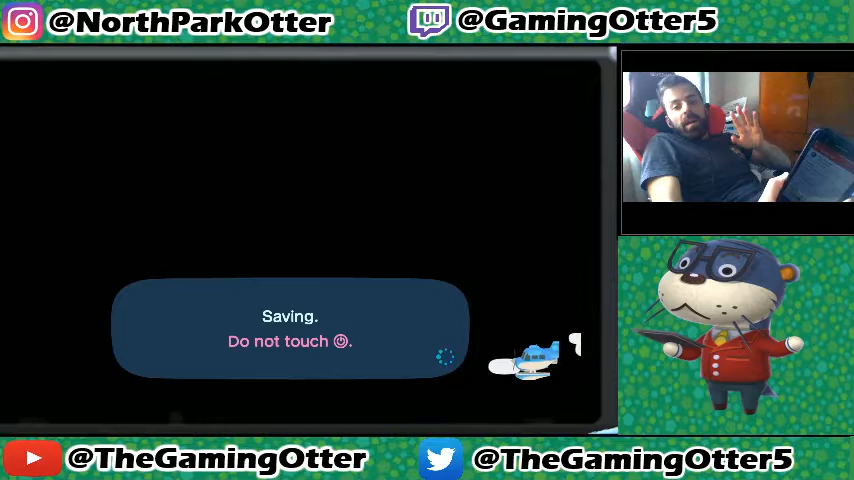 @NorthParkOtter
@GamingOtter5
Saving.
Do not touch
@TheGamingOtter
@TheGamingOtter5